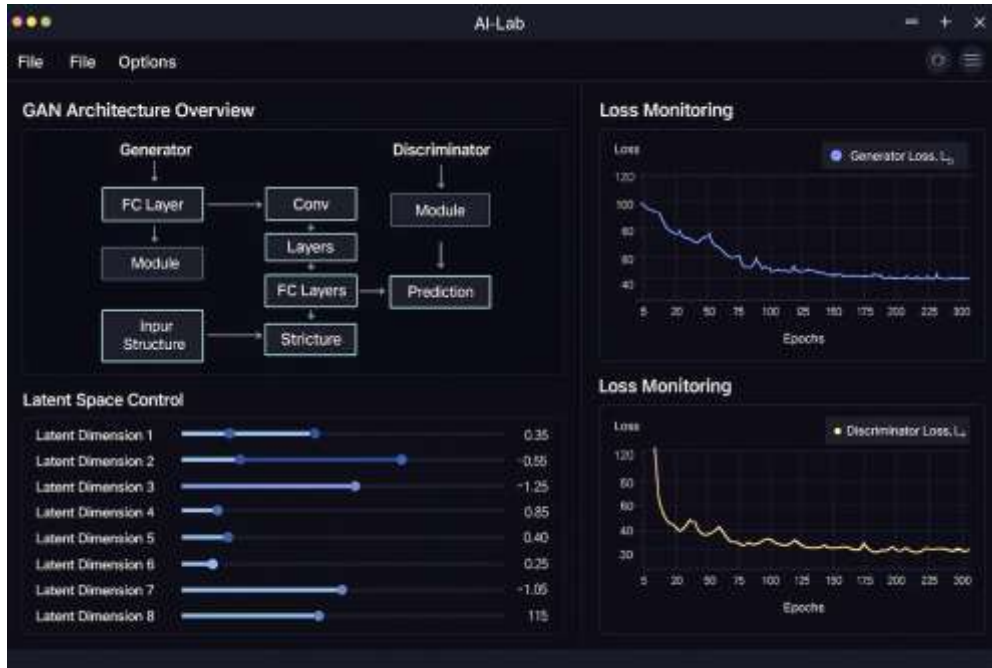 AI-Lab
File File Options
GAN Architecture Overview
Generator
Discriminator
FC Layer
Conv
Module
Layers
Module
FC Layers
Prediction
Inpur
Structure
Stricture
Latent Space Control
Latent Dimension 1 0.35
Latent Dimension 2 -0.55
Latent Dimension 3 -1.25
Latent Dimension 4 0.85
Latent Dimension 5 0.40
Latent Dimension 6 0.25
Latent Dimension 7 -1.05
Latent Dimension 8 115
Loss Monitoring
Loss
Generator Loss, L
120
100
80
60
40
5 20 50 75 100 125 150 175 200 225 300
Epochs
Loss Monitoring
Loss
Discriminator Loss, L
120
60
60
40
30
5 20 50 75 100 125 150 175 200 225 300
Epochs